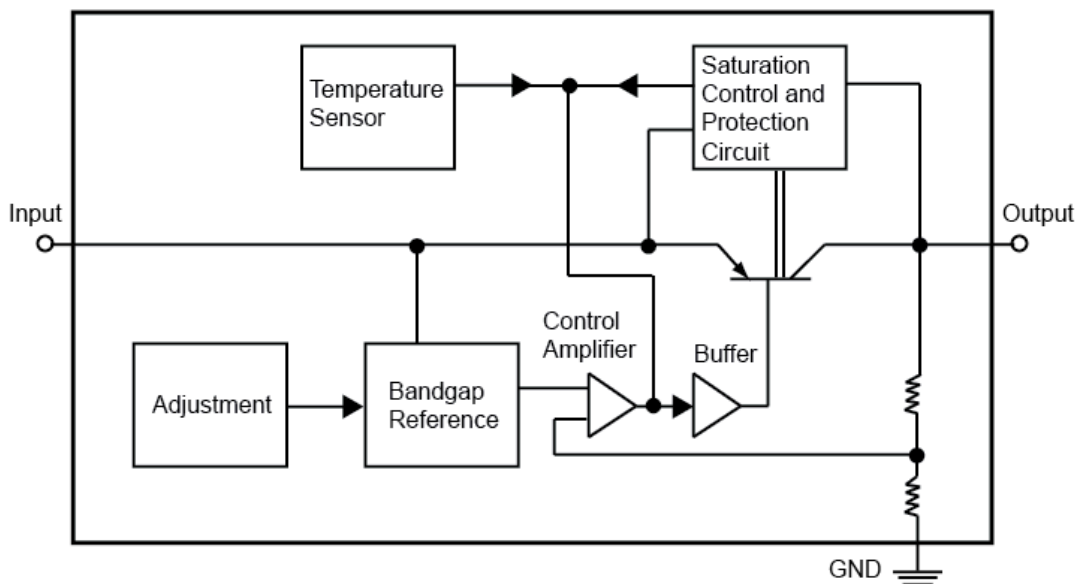 Temperature
Sensor
Saturation
Control and
Protection
Circuit
Input
Output
Control
Amplifier
Buffer
Adjustment
Bandgap
Reference
GND